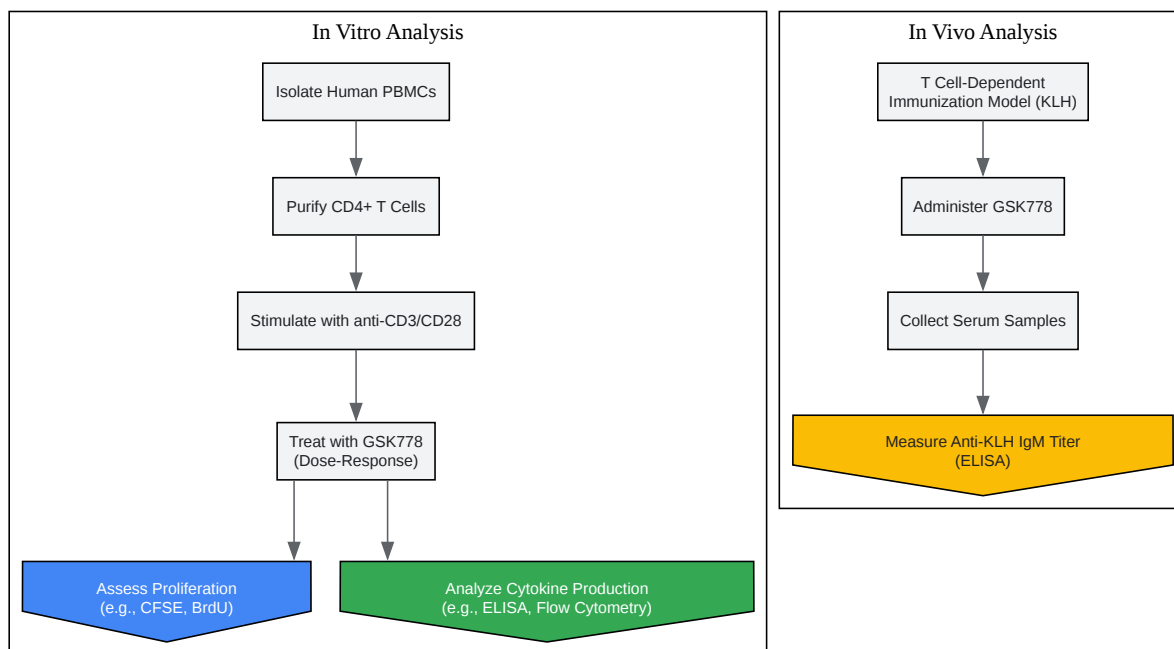 In Vitro Analysis
Isolate Human PBMCs
Purify CD4+ T Cells
Stimulate with anti-CD3/CD28
Treat with GSK778
(Dose-Response)
Assess Proliferation
(e.g., CFSE, BrdU)
Analyze Cytokine Production
(e.g., ELISA, Flow Cytometry)
In Vivo Analysis
T Cell-Dependent
Immunization Model (KLH)
Administer GSK778
Collect Serum Samples
Measure Anti-KLH IgM Titer
(ELISA)